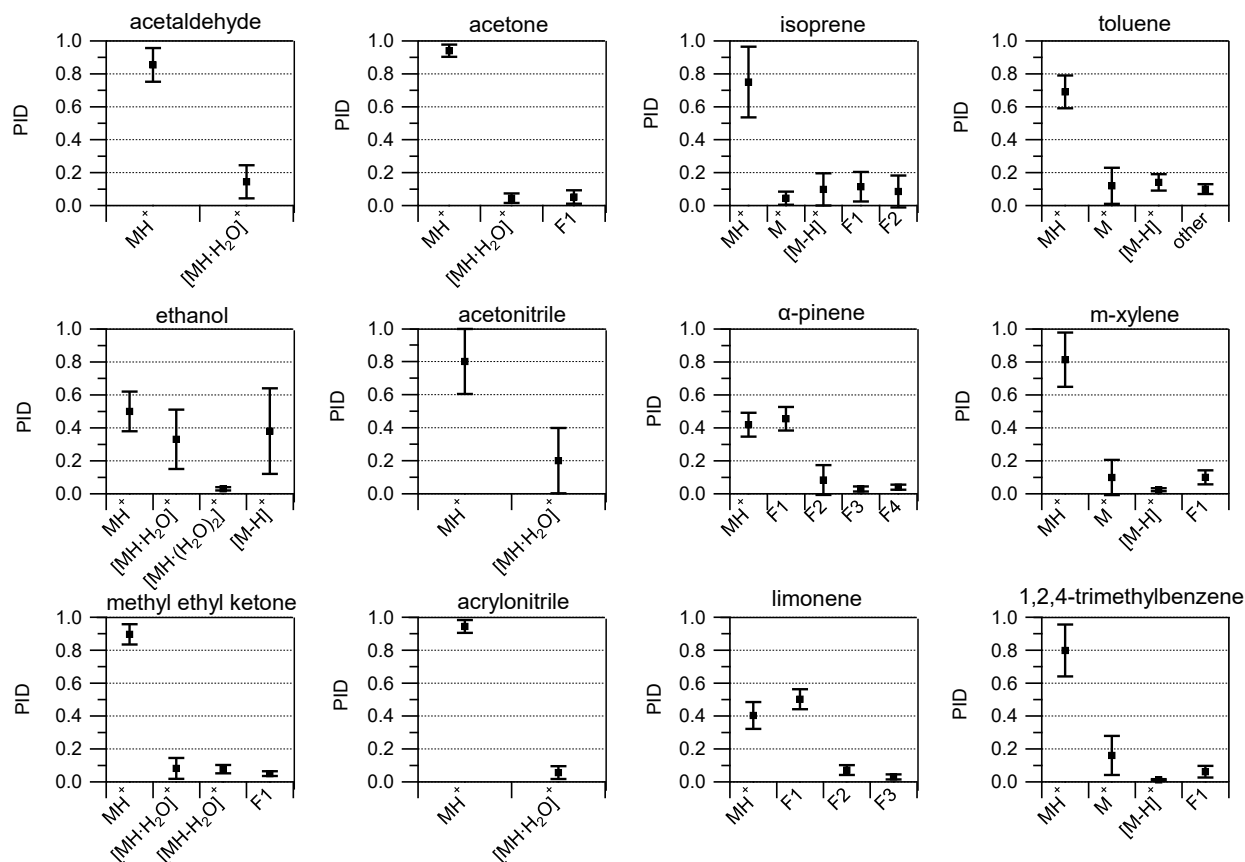 acetaldehyde
1.0
0.8
0.6
0.4
0.2
0.0
PID
MH⁺
[MH·H₂O]⁺
acetone
1.0
0.8
0.6
0.4
0.2
0.0
PID
MH⁺
[MH·H₂O]⁺
F1
isoprene
1.0
0.8
0.6
0.4
0.2
0.0
PID
MH⁺
M⁺
[M-H]⁺
F1
F2
toluene
1.0
0.8
0.6
0.4
0.2
0.0
PID
MH⁺
M⁺
[M-H]⁺
other
ethanol
1.0
0.8
0.6
0.4
0.2
0.0
PID
MH⁺
[MH·H₂O]⁺
[MH·(H₂O)₂]⁺
[M-H]⁺
acetonitrile
1.0
0.8
0.6
0.4
0.2
0.0
PID
MH⁺
[MH·H₂O]⁺
α-pinene
1.0
0.8
0.6
0.4
0.2
0.0
PID
MH⁺
F1
F2
F3
F4
m-xylene
1.0
0.8
0.6
0.4
0.2
0.0
PID
MH⁺
M⁺
[M-H]⁺
F1
methyl ethyl ketone
1.0
0.8
0.6
0.4
0.2
0.0
PID
MH⁺
[MH·H₂O]⁺
[MH-H₂O]⁺
F1
acrylonitrile
1.0
0.8
0.6
0.4
0.2
0.0
PID
MH⁺
[MH·H₂O]⁺
limonene
1.0
0.8
0.6
0.4
0.2
0.0
PID
MH⁺
F1
F2
F3
1,2,4-trimethylbenzene
1.0
0.8
0.6
0.4
0.2
0.0
PID
MH⁺
M⁺
[M-H]⁺
F1